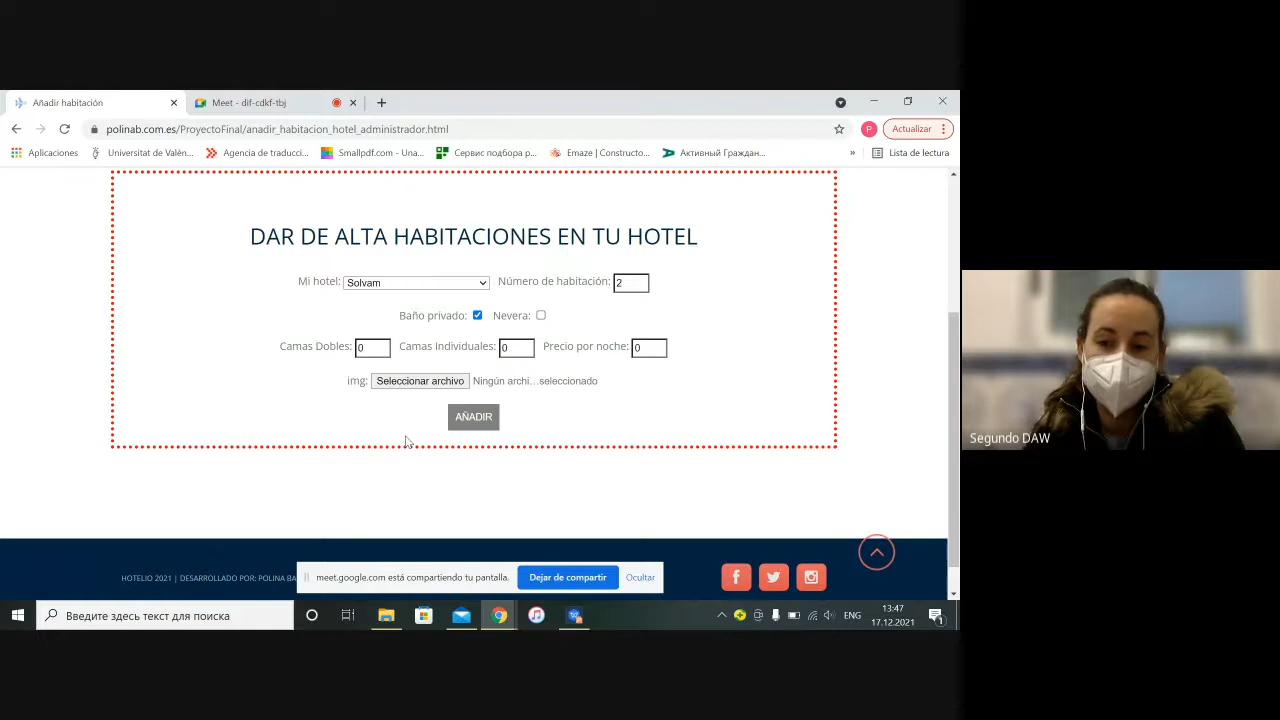 Añadir habitación
Meet - dif-cdkf-tbj
polinab.com.es/ProyectoFinal/anadir_habitacion_hotel_administrador.html
P
Actualizar
Aplicaciones
Universitat de Valèn...
Agencia de traducci...
Smallpdf.com - Una...
Сервис подбора р...
Emaze | Constructo...
Активный Граждан...
»
Lista de lectura
DAR DE ALTA HABITACIONES EN TU HOTEL
Mi hotel: Solvam Número de habitación: 2
Baño privado: Nevera:
Camas Dobles: 0 Camas Individuales: 0 Precio por noche: 0
img: Seleccionar archivo Ningún archi...seleccionado
AÑADIR
Segundo DAW
HOTELIO 2021 | DESARROLLADO POR: POLINA BA
meet.google.com está compartiendo tu pantalla.
Dejar de compartir
Ocultar
Введите здесь текст для поиска
ENG
13:47
17.12.2021
1